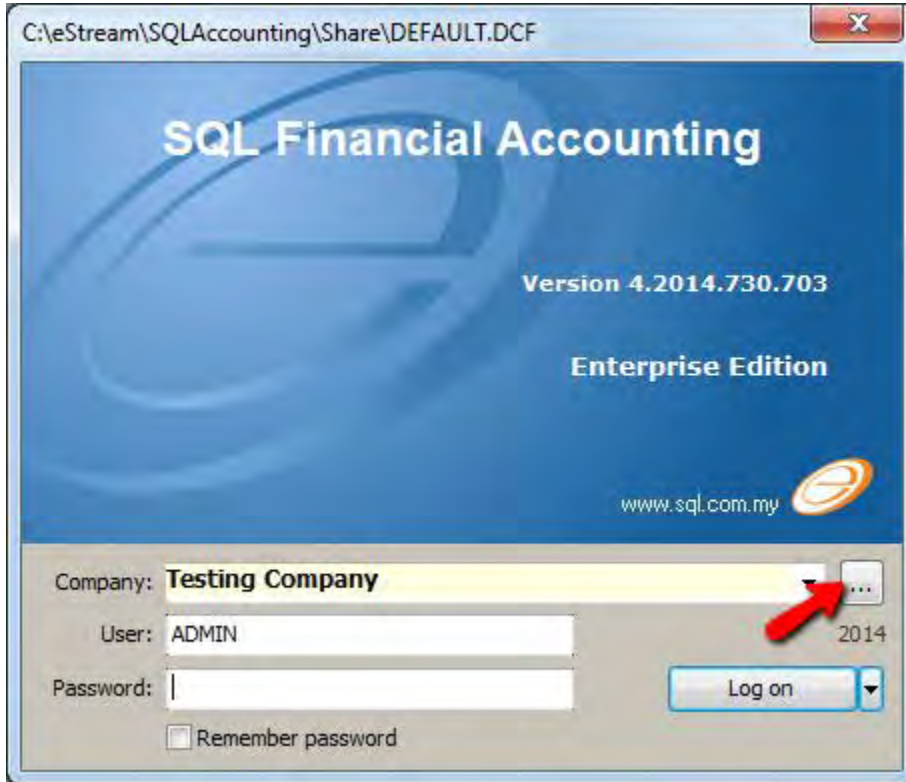 C:\eStream\SQLAccounting\Share\DEFAULT.DCF
SQL Financial Accounting
Version 4.2014.730.703
Enterprise Edition
www.sql.com.my
Company: Testing Company ...
User: ADMIN 2014
Password: Log on
Remember password